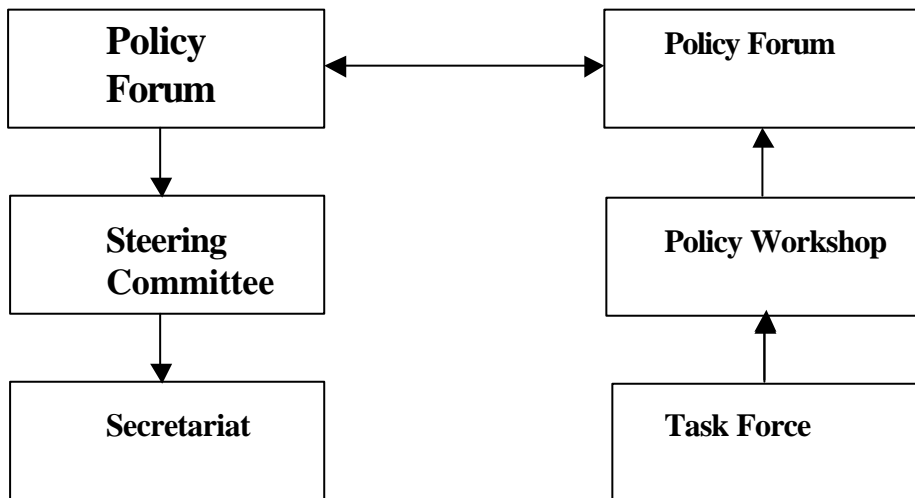 Policy
Forum
Policy Forum
Steering
Committee
Policy Workshop
Secretariat
Task Force